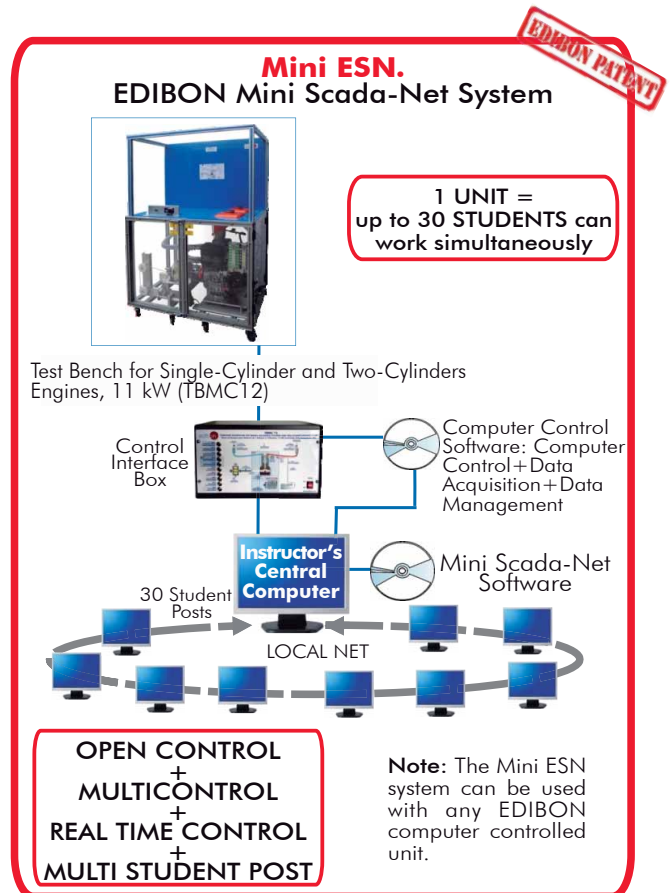 EDIBON PATENT
Mini ESN.
EDIBON Mini Scada-Net System
1 UNIT =
up to 30 STUDENTS can
work simultaneously
Test Bench for Single-Cylinder and Two-Cylinders
Engines, 11 kW (TBMC12)
Control
Interface
Box
Computer Control
Software: Computer
Control+Data
Acquisition+Data
Management
Instructor's
Central
Computer
Mini Scada-Net
Software
30 Student
Posts
LOCAL NET
OPEN CONTROL
+
MULTICONTROL
+
REAL TIME CONTROL
+
MULTI STUDENT POST
Note: The Mini ESN
system can be used
with any EDIBON
computer controlled
unit.